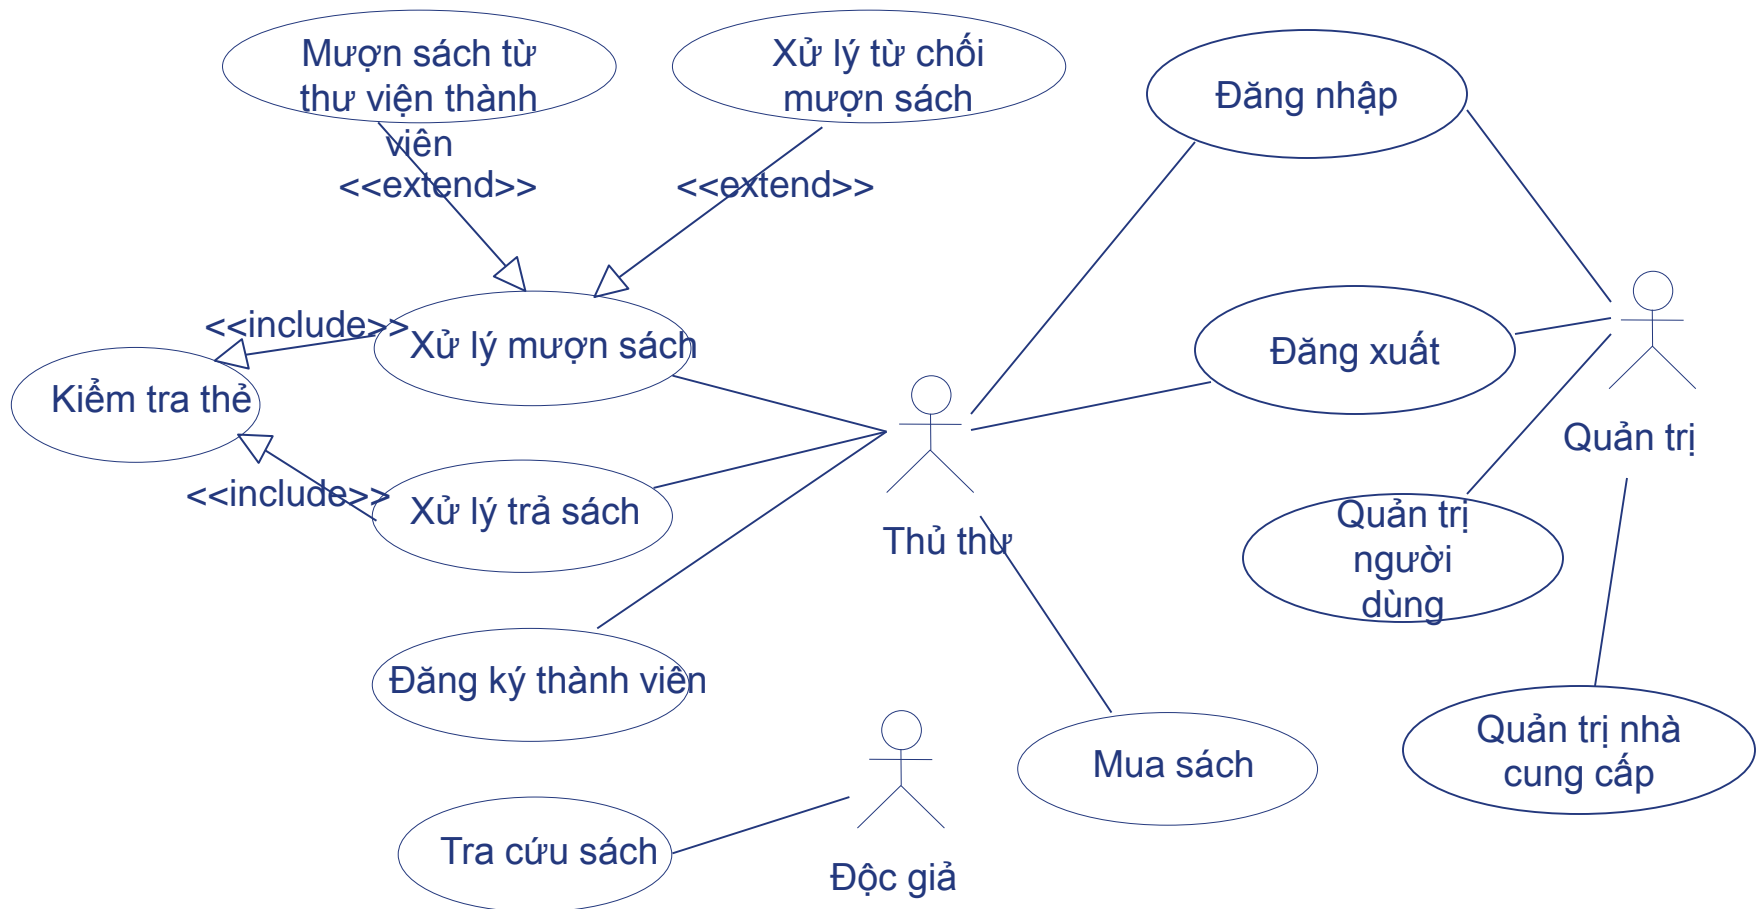 Mượn sách từ
thư viện thành
viên
Xử lý từ chối
mượn sách
Đăng nhập
<<extend>>
<<extend>>
<<include>>
Xử lý mượn sách
Đăng xuất
Kiểm tra thẻ
Quản trị
<<include>>
Xử lý trả sách
Thủ thư
Quản trị
người
dùng
Đăng ký thành viên
Mua sách
Quản trị nhà
cung cấp
Tra cứu sách
Độc giả